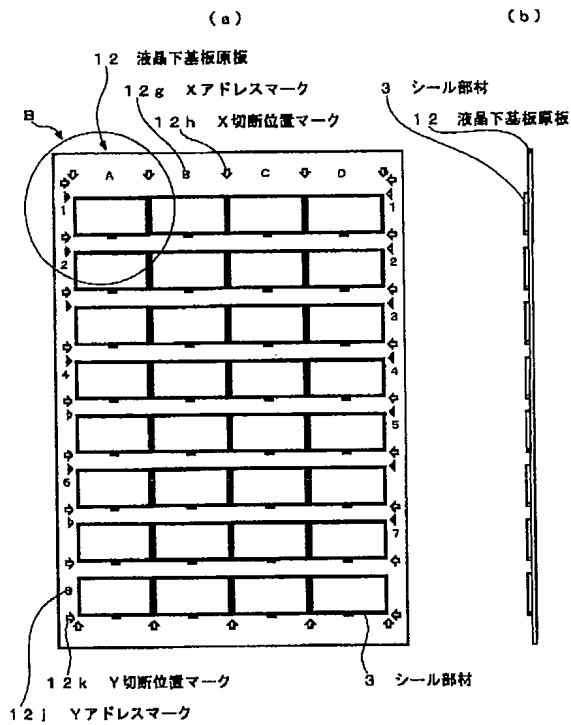 (a)
(b)
12 液晶下基板原板
12g Xアドレスマーク
12h X切断位置マーク
3 シール部材
12 液晶下基板原板
B
A B C D
1 1
2 2
3
4 4
5
6
7
8
12k Y切断位置マーク
3 シール部材
12j Yアドレスマーク